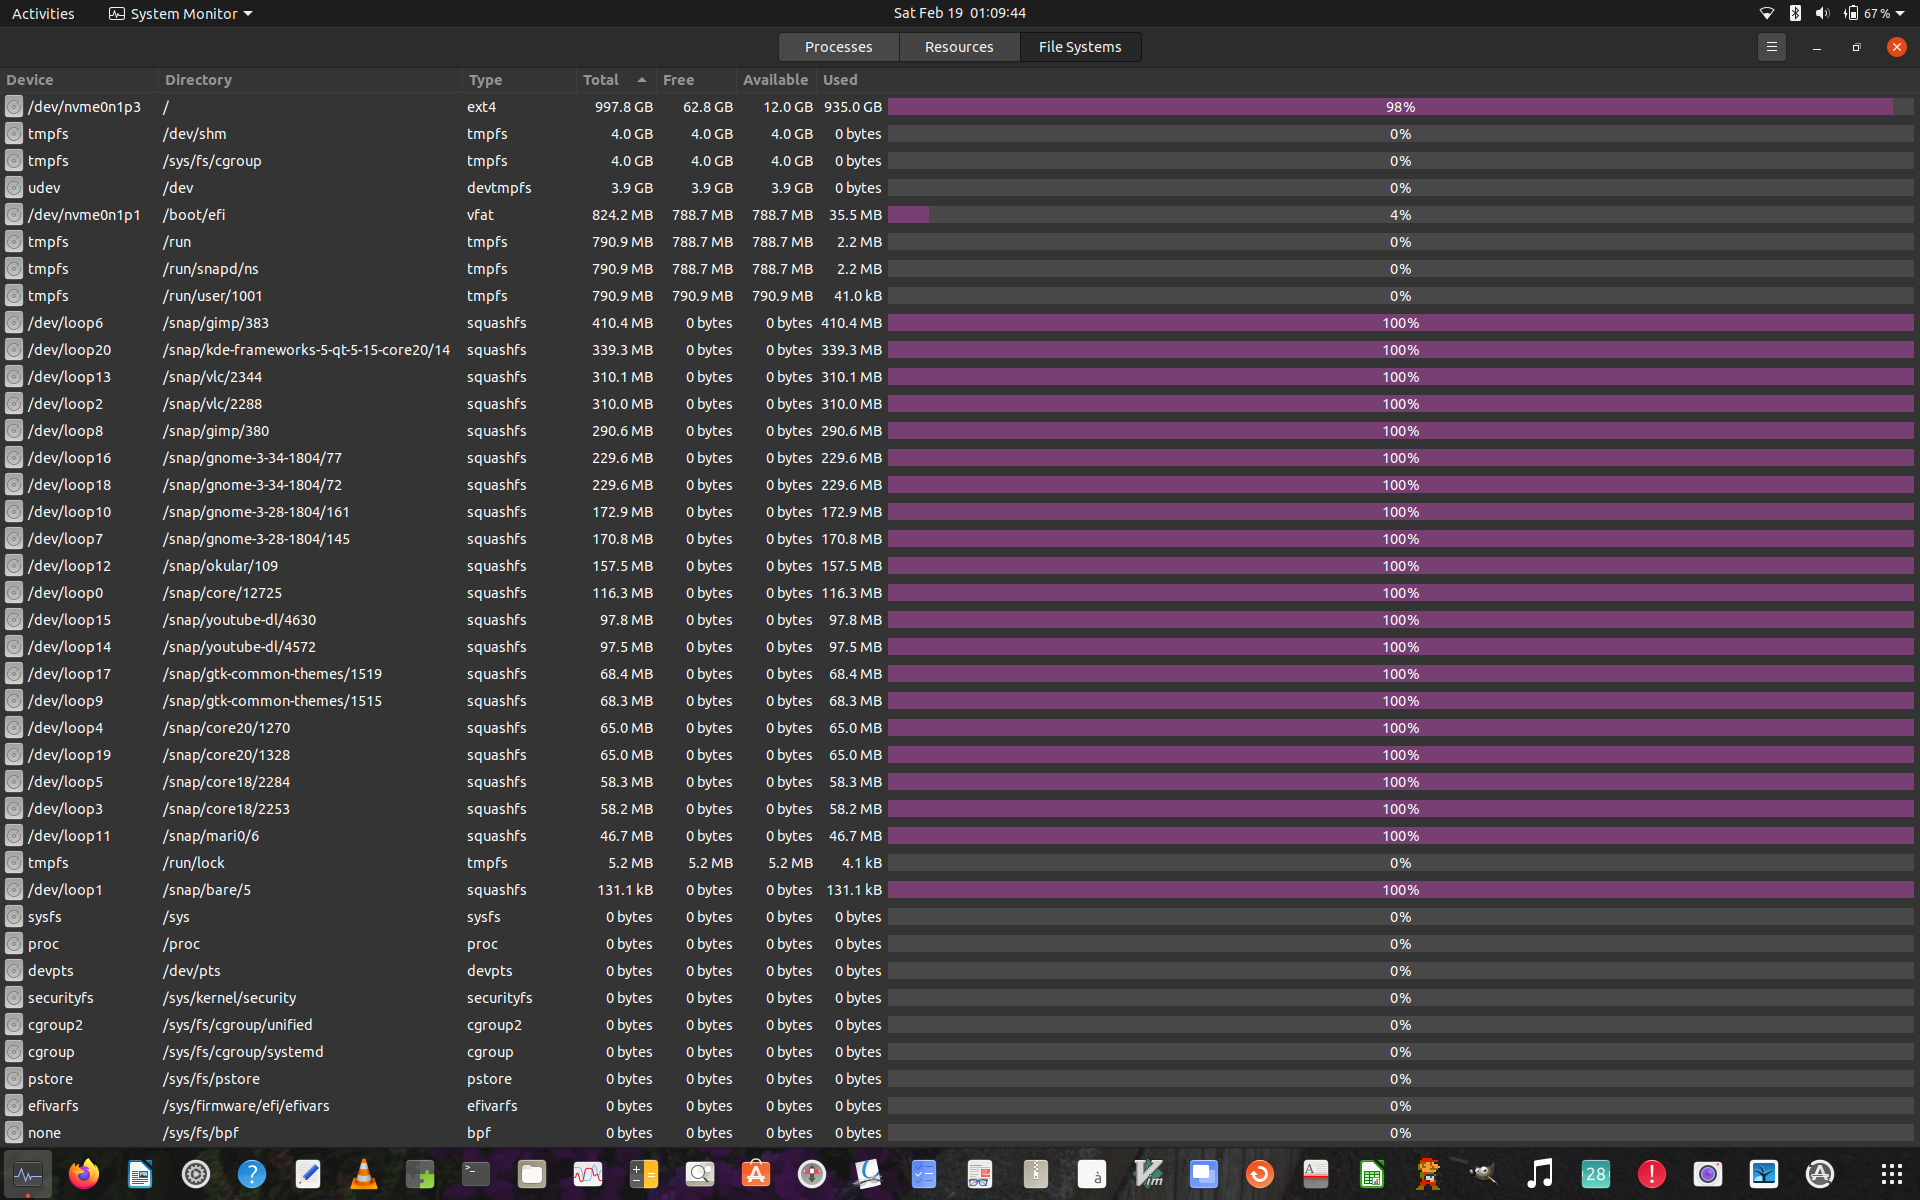 Activities System Monitor Sat Feb 19 01:09:44 67 %
Processes Resources File Systems
Device Directory Type Total Free Available Used
/dev/nvme0n1p3 / ext4 997.8 GB 62.8 GB 12.0 GB 935.0 GB 98%
tmpfs /dev/shm tmpfs 4.0 GB 4.0 GB 4.0 GB 0 bytes 0%
tmpfs /sys/fs/cgroup tmpfs 4.0 GB 4.0 GB 4.0 GB 0 bytes 0%
udev /dev devtmpfs 3.9 GB 3.9 GB 3.9 GB 0 bytes 0%
/dev/nvme0n1p1 /boot/efi vfat 824.2 MB 788.7 MB 788.7 MB 35.5 MB 4%
tmpfs /run tmpfs 790.9 MB 788.7 MB 788.7 MB 2.2 MB 0%
tmpfs /run/snapd/ns tmpfs 790.9 MB 788.7 MB 788.7 MB 2.2 MB 0%
tmpfs /run/user/1001 tmpfs 790.9 MB 790.9 MB 790.9 MB 41.0 kB 0%
/dev/loop6 /snap/gimp/383 squashfs 410.4 MB 0 bytes 0 bytes 410.4 MB 100%
/dev/loop20 /snap/kde-frameworks-5-qt-5-15-core20/14 squashfs 339.3 MB 0 bytes 0 bytes 339.3 MB 100%
/dev/loop13 /snap/vlc/2344 squashfs 310.1 MB 0 bytes 0 bytes 310.1 MB 100%
/dev/loop2 /snap/vlc/2288 squashfs 310.0 MB 0 bytes 0 bytes 310.0 MB 100%
/dev/loop8 /snap/gimp/380 squashfs 290.6 MB 0 bytes 0 bytes 290.6 MB 100%
/dev/loop16 /snap/gnome-3-34-1804/77 squashfs 229.6 MB 0 bytes 0 bytes 229.6 MB 100%
/dev/loop18 /snap/gnome-3-34-1804/72 squashfs 229.6 MB 0 bytes 0 bytes 229.6 MB 100%
/dev/loop10 /snap/gnome-3-28-1804/161 squashfs 172.9 MB 0 bytes 0 bytes 172.9 MB 100%
/dev/loop7 /snap/gnome-3-28-1804/145 squashfs 170.8 MB 0 bytes 0 bytes 170.8 MB 100%
/dev/loop12 /snap/okular/109 squashfs 157.5 MB 0 bytes 0 bytes 157.5 MB 100%
/dev/loop0 /snap/core/12725 squashfs 116.3 MB 0 bytes 0 bytes 116.3 MB 100%
/dev/loop15 /snap/youtube-dl/4630 squashfs 97.8 MB 0 bytes 0 bytes 97.8 MB 100%
/dev/loop14 /snap/youtube-dl/4572 squashfs 97.5 MB 0 bytes 0 bytes 97.5 MB 100%
/dev/loop17 /snap/gtk-common-themes/1519 squashfs 68.4 MB 0 bytes 0 bytes 68.4 MB 100%
/dev/loop9 /snap/gtk-common-themes/1515 squashfs 68.3 MB 0 bytes 0 bytes 68.3 MB 100%
/dev/loop4 /snap/core20/1270 squashfs 65.0 MB 0 bytes 0 bytes 65.0 MB 100%
/dev/loop19 /snap/core20/1328 squashfs 65.0 MB 0 bytes 0 bytes 65.0 MB 100%
/dev/loop5 /snap/core18/2284 squashfs 58.3 MB 0 bytes 0 bytes 58.3 MB 100%
/dev/loop3 /snap/core18/2253 squashfs 58.2 MB 0 bytes 0 bytes 58.2 MB 100%
/dev/loop11 /snap/mari0/6 squashfs 46.7 MB 0 bytes 0 bytes 46.7 MB 100%
tmpfs /run/lock tmpfs 5.2 MB 5.2 MB 5.2 MB 4.1 kB 0%
/dev/loop1 /snap/bare/5 squashfs 131.1 kB 0 bytes 0 bytes 131.1 kB 100%
sysfs /sys sysfs 0 bytes 0 bytes 0 bytes 0 bytes 0%
proc /proc proc 0 bytes 0 bytes 0 bytes 0 bytes 0%
devpts /dev/pts devpts 0 bytes 0 bytes 0 bytes 0 bytes 0%
securityfs /sys/kernel/security securityfs 0 bytes 0 bytes 0 bytes 0 bytes 0%
cgroup2 /sys/fs/cgroup/unified cgroup2 0 bytes 0 bytes 0 bytes 0 bytes 0%
cgroup /sys/fs/cgroup/systemd cgroup 0 bytes 0 bytes 0 bytes 0 bytes 0%
pstore /sys/fs/pstore pstore 0 bytes 0 bytes 0 bytes 0 bytes 0%
efivarfs /sys/firmware/efi/efivars efivarfs 0 bytes 0 bytes 0 bytes 0 bytes 0%
none /sys/fs/bpf bpf 0 bytes 0 bytes 0 bytes 0 bytes 0%
? >_ à Vim A 28 !